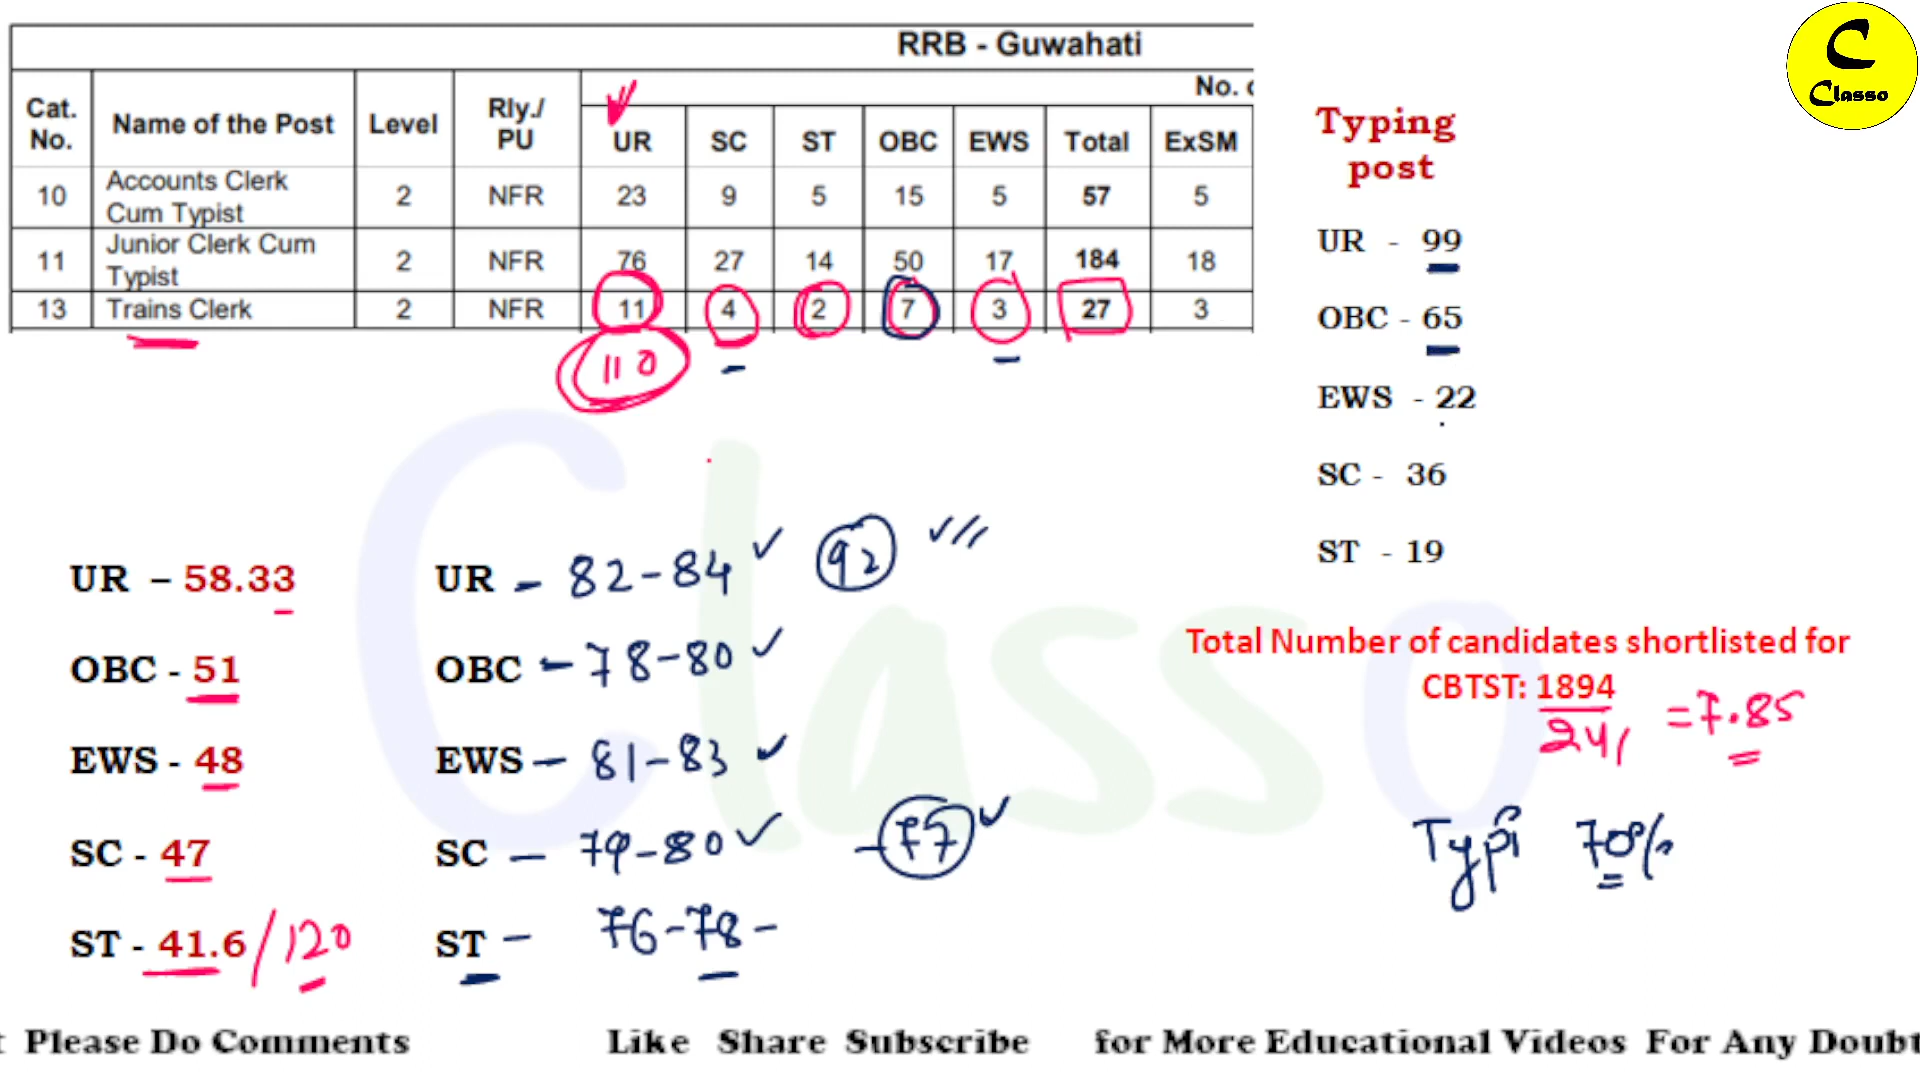 RRB - Guwahati
No. c
Cat. No. Name of the Post Level Rly./ PU UR SC ST OBC EWS Total ExSM
10 Accounts Clerk Cum Typist 2 NFR 23 9 5 15 5 57 5
11 Junior Clerk Cum Typist 2 NFR 76 27 14 50 17 184 18
13 Trains Clerk 2 NFR 11 4 2 7 3 27 3
110
C
Classo
Typing
post
UR - 99
OBC - 65
EWS - 22
SC - 36
ST - 19
Classo
UR – 58.33
OBC - 51
EWS - 48
SC - 47
ST - 41.6 / 120
UR - 82-84 92
OBC - 78-80
EWS - 81-83
SC - 79-80 - 77
ST - 76-78 -
Total Number of candidates shortlisted for
CBTST: 1894
241 = 7.85
70%
t Please Do Comments Like Share Subscribe for More Educational Videos For Any Doubt